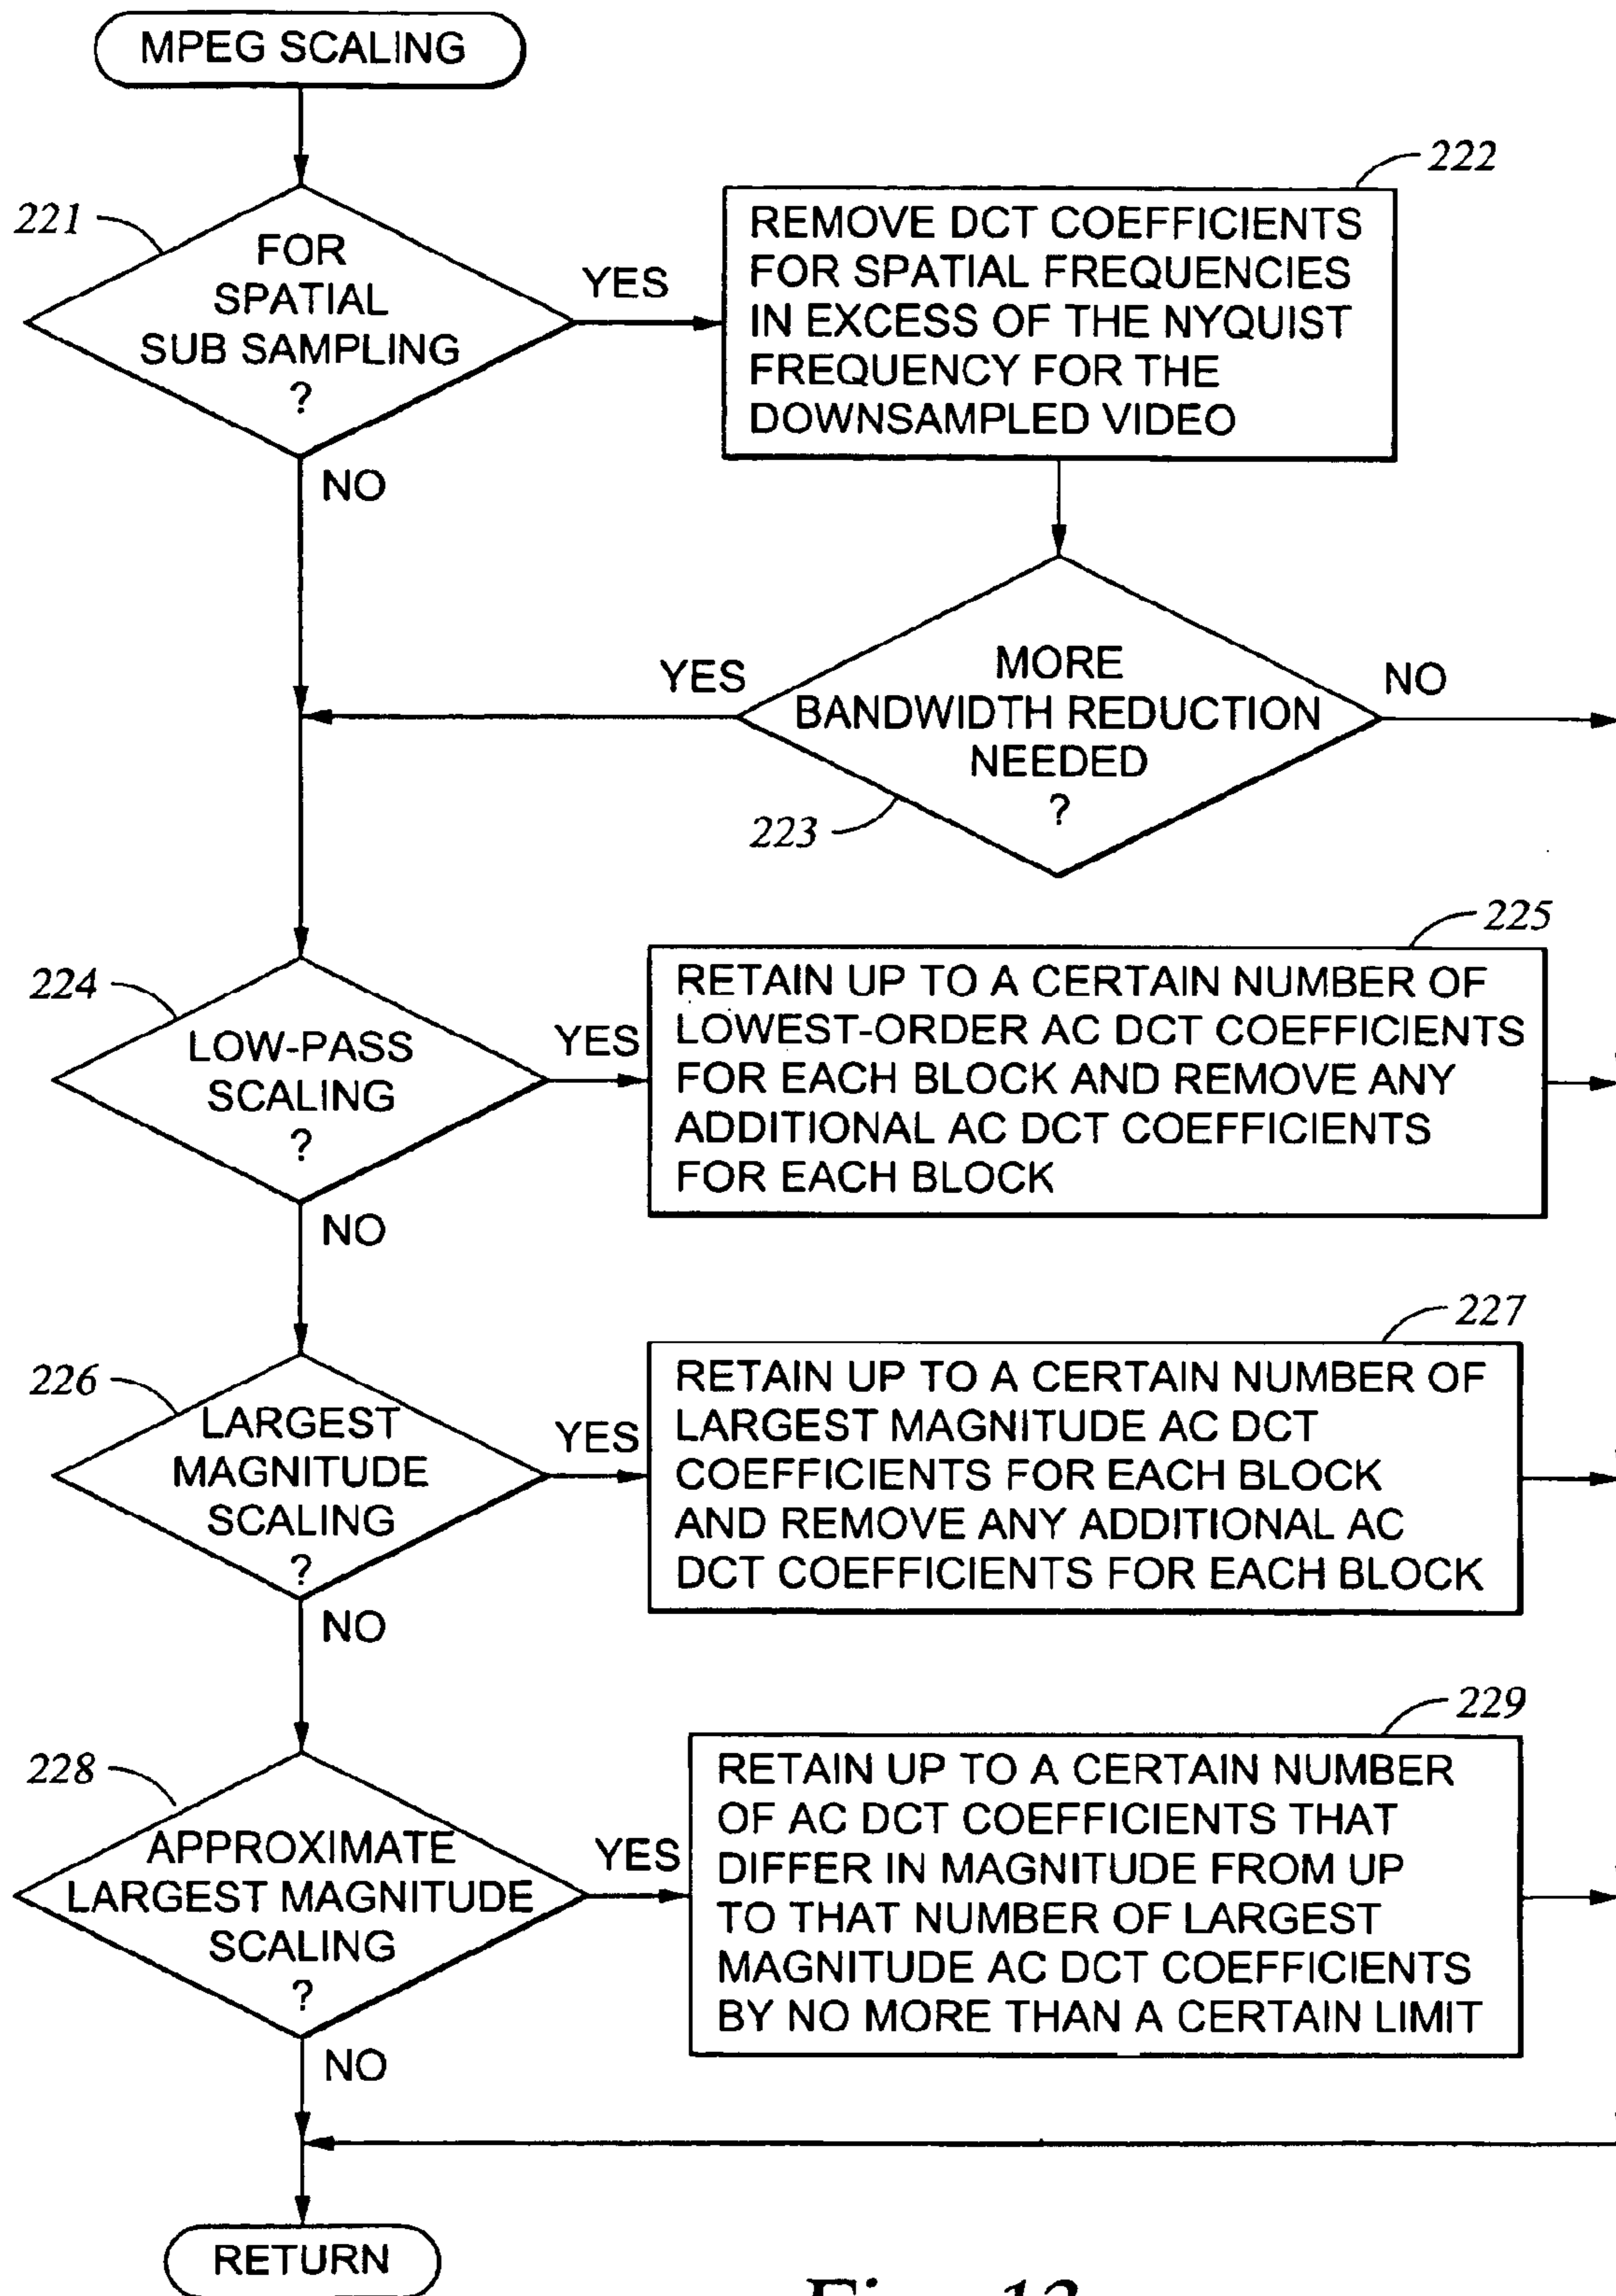 MPEG SCALING
222
221
FOR
SPATIAL
SUB SAMPLING
?
YES
REMOVE DCT COEFFICIENTS
FOR SPATIAL FREQUENCIES
IN EXCESS OF THE NYQUIST
FREQUENCY FOR THE
DOWNSAMPLED VIDEO
NO
YES
MORE
BANDWIDTH REDUCTION
NEEDED
?
NO
223
225
224
LOW-PASS
SCALING
?
YES
RETAIN UP TO A CERTAIN NUMBER OF
LOWEST-ORDER AC DCT COEFFICIENTS
FOR EACH BLOCK AND REMOVE ANY
ADDITIONAL AC DCT COEFFICIENTS
FOR EACH BLOCK
NO
227
226
LARGEST
MAGNITUDE
SCALING
?
YES
RETAIN UP TO A CERTAIN NUMBER OF
LARGEST MAGNITUDE AC DCT
COEFFICIENTS FOR EACH BLOCK
AND REMOVE ANY ADDITIONAL AC
DCT COEFFICIENTS FOR EACH BLOCK
NO
229
228
APPROXIMATE
LARGEST MAGNITUDE
SCALING
?
YES
RETAIN UP TO A CERTAIN NUMBER
OF AC DCT COEFFICIENTS THAT
DIFFER IN MAGNITUDE FROM UP
TO THAT NUMBER OF LARGEST
MAGNITUDE AC DCT COEFFICIENTS
BY NO MORE THAN A CERTAIN LIMIT
NO
RETURN